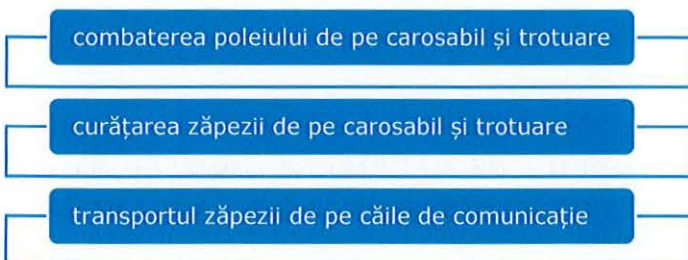 combaterea poleiului de pe carosabil și trotuare
curățarea zăpezii de pe carosabil și trotuare
transportul zăpezii de pe căile de comunicație